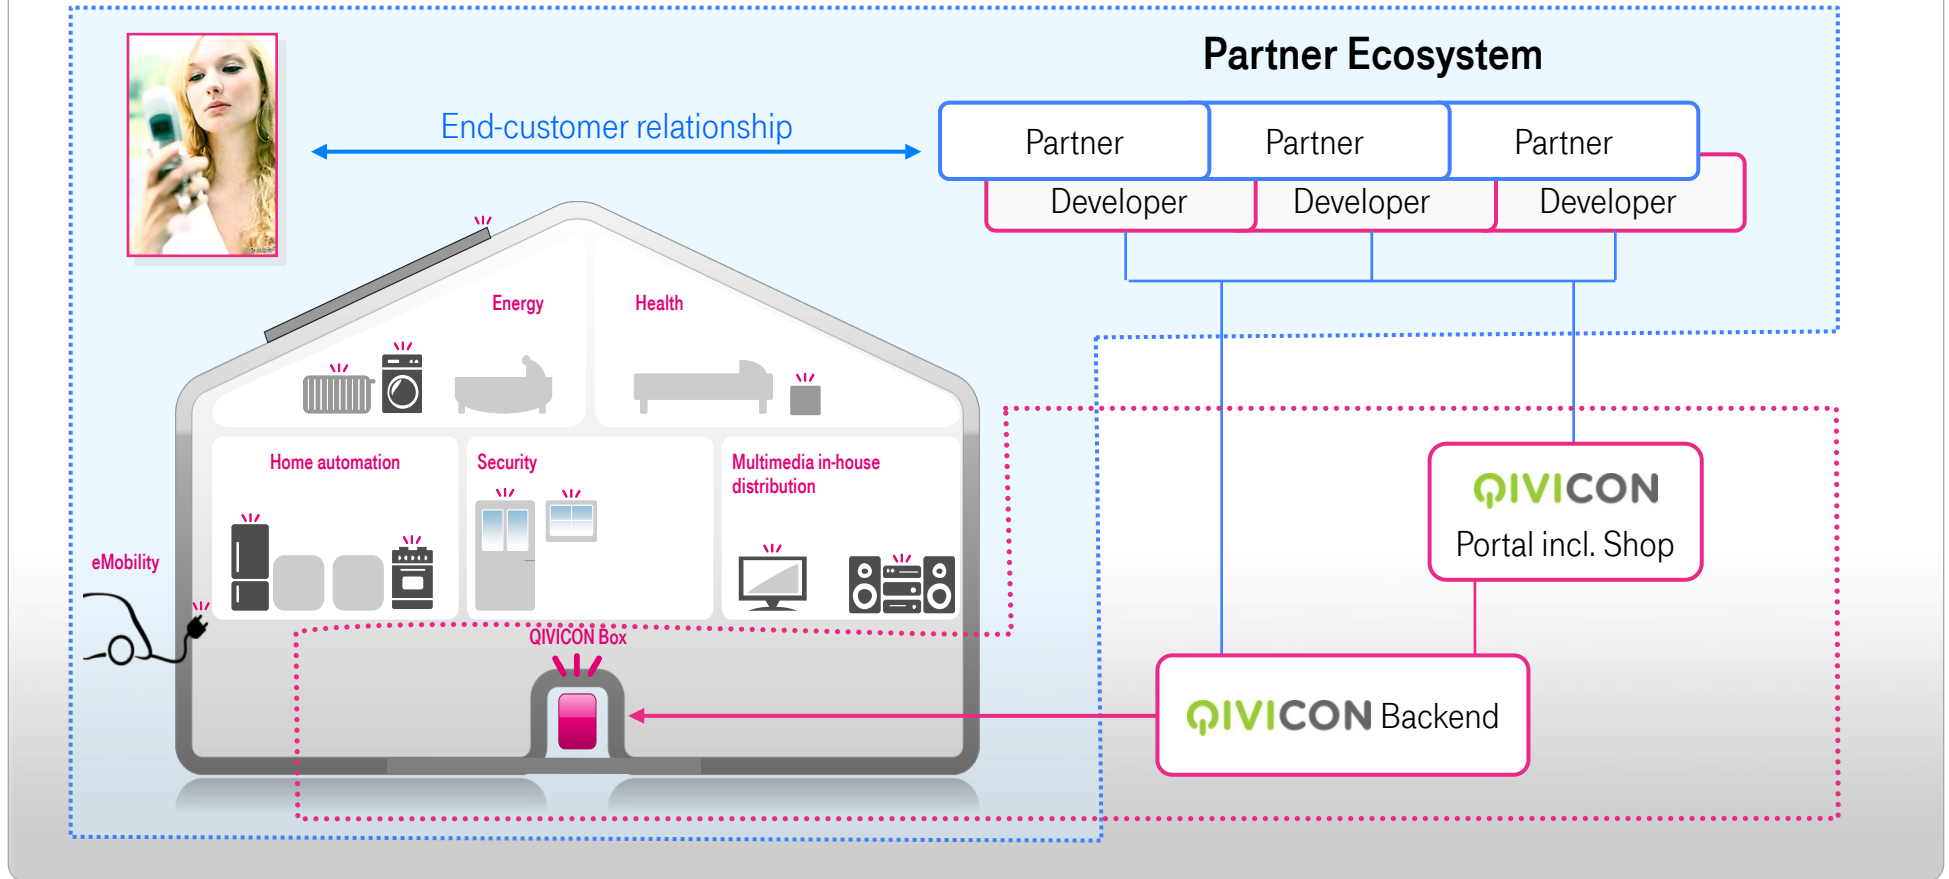 Partner Ecosystem
End-customer relationship
Partner
Partner
Partner
Developer
Developer
Developer
Energy
Health
Home automation
Security
Multimedia in-house
distribution
eMobility
QIVICON
Portal incl. Shop
QIVICON Box
QIVICON Backend